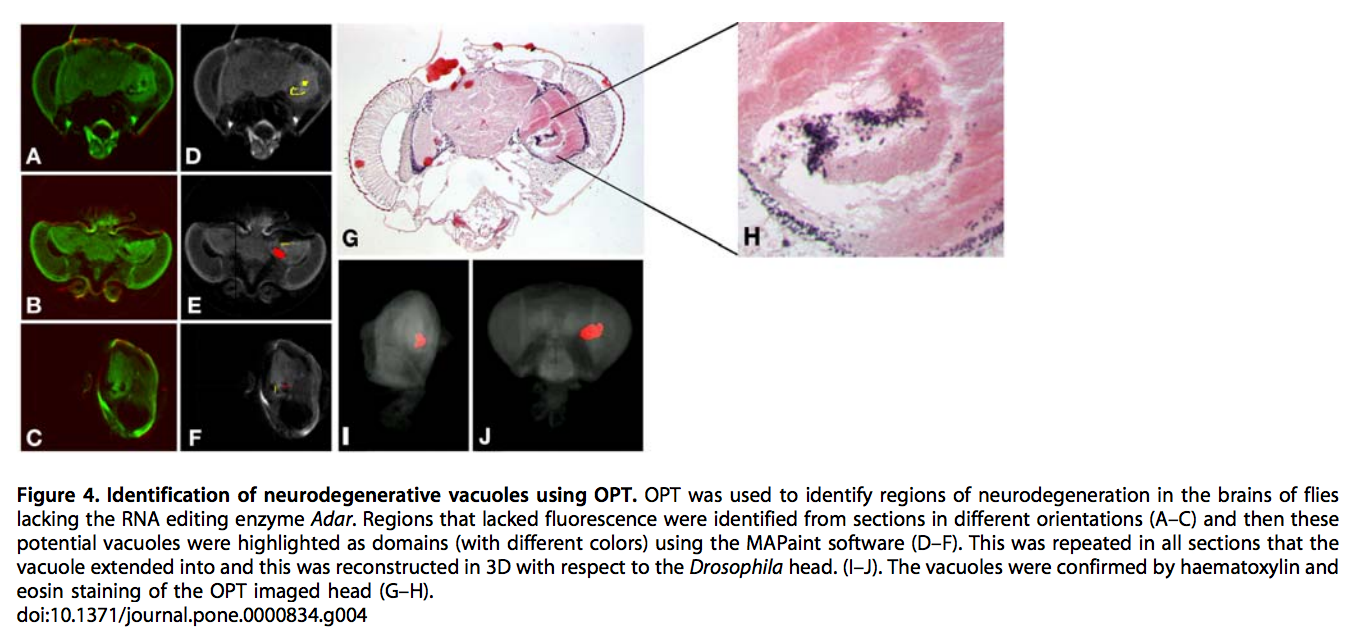 A
D
G
H
B
E
C
F
I
J
Figure 4. Identification of neurodegenerative vacuoles using OPT. OPT was used to identify regions of neurodegeneration in the brains of flies
lacking the RNA editing enzyme Adar. Regions that lacked fluorescence were identified from sections in different orientations (A–C) and then these
potential vacuoles were highlighted as domains (with different colors) using the MAPaint software (D–F). This was repeated in all sections that the
vacuole extended into and this was reconstructed in 3D with respect to the Drosophila head. (I–J). The vacuoles were confirmed by haematoxylin and
eosin staining of the OPT imaged head (G–H).
doi:10.1371/journal.pone.0000834.g004